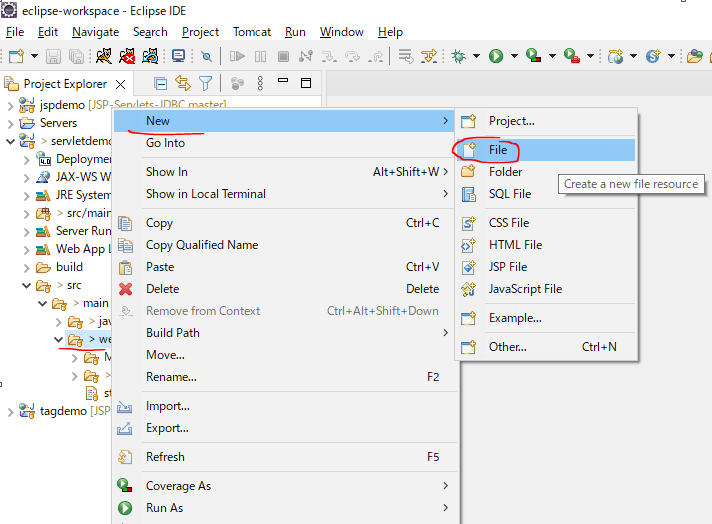 eclipse-workspace - Eclipse IDE
File Edit Navigate Search Project Tomcat Run Window Help
Project Explorer
jspdemo [JSP-Servlets-JDBC master]
Servers
> servletdemo
Deployment
JAX-WS W
JRE System
> src/main
Server Run
Web App L
build
> src
> main
> jav
> we
M
>
st
tagdemo [JSP
New
Go Into
Show In Alt+Shift+W >
Show in Local Terminal
Copy Ctrl+C
Copy Qualified Name
Paste Ctrl+V
Delete Delete
Remove from Context Ctrl+Alt+Shift+Down
Build Path
Move...
Rename... F2
Import...
Export...
Refresh F5
Coverage As
Run As
Project...
File
Folder
SQL File
CSS File
HTML File
JSP File
JavaScript File
Example...
Other... Ctrl+N
Create a new file resource